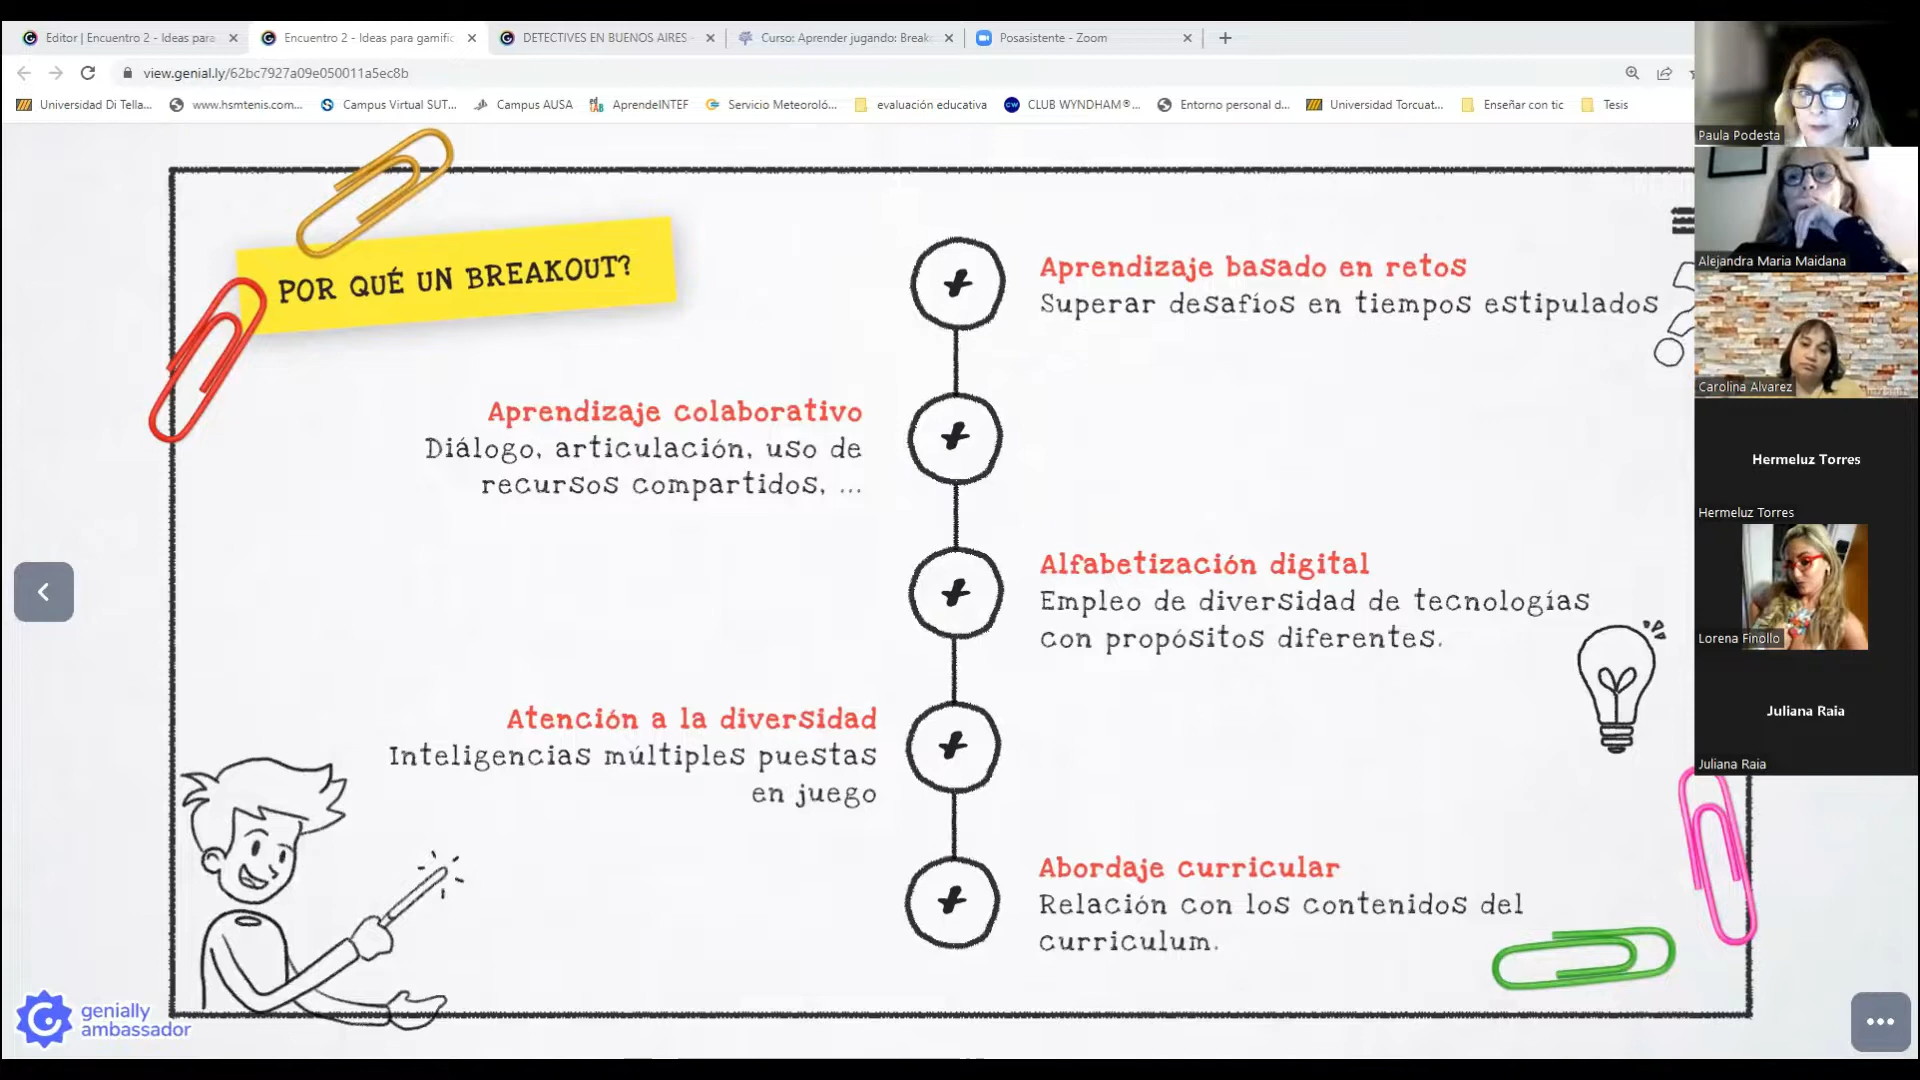 Editor | Encuentro 2 - Ideas para
Encuentro 2 - Ideas para gamific
DETECTIVES EN BUENOS AIRES -
Curso: Aprender jugando: Break
Posasistente - Zoom
view.genial.ly/62bc7927a09e050011a5ec8b
Universidad Di Tella...
www.hsmtenis.com...
Campus Virtual SUT...
Campus AUSA
AprendeINTEF
Servicio Meteoroló...
evaluación educativa
CLUB WYNDHAM®...
Entorno personal d...
Universidad Torcuat...
Enseñar con tic
Tesis
POR QUÉ UN BREAKOUT?
Aprendizaje basado en retos
Superar desafíos en tiempos estipulados
Aprendizaje colaborativo
Diálogo, articulación, uso de
recursos compartidos, ...
Alfabetización digital
Empleo de diversidad de tecnologías
con propósitos diferentes.
Atención a la diversidad
Inteligencias múltiples puestas
en juego
Abordaje curricular
Relación con los contenidos del
curriculum.
genially
ambassador
Paula Podesta
Alejandra Maria Maidana
Carolina Alvarez
Hermeluz Torres
Hermeluz Torres
Lorena Finollo
Juliana Raia
Juliana Raia